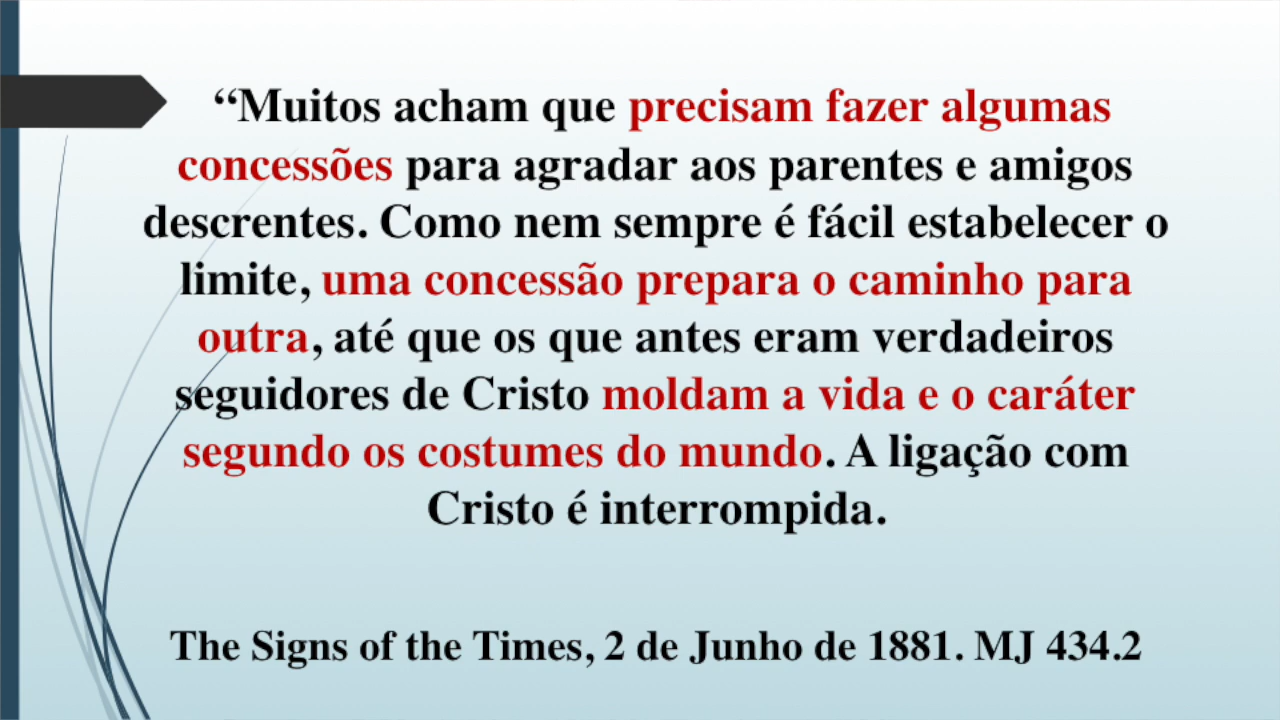 “Muitos acham que precisam fazer algumas
concessões para agradar aos parentes e amigos
descrentes. Como nem sempre é fácil estabelecer o
limite, uma concessão prepara o caminho para
outra, até que os que antes eram verdadeiros
seguidores de Cristo moldam a vida e o caráter
segundo os costumes do mundo. A ligação com
Cristo é interrompida.
The Signs of the Times, 2 de Junho de 1881. MJ 434.2